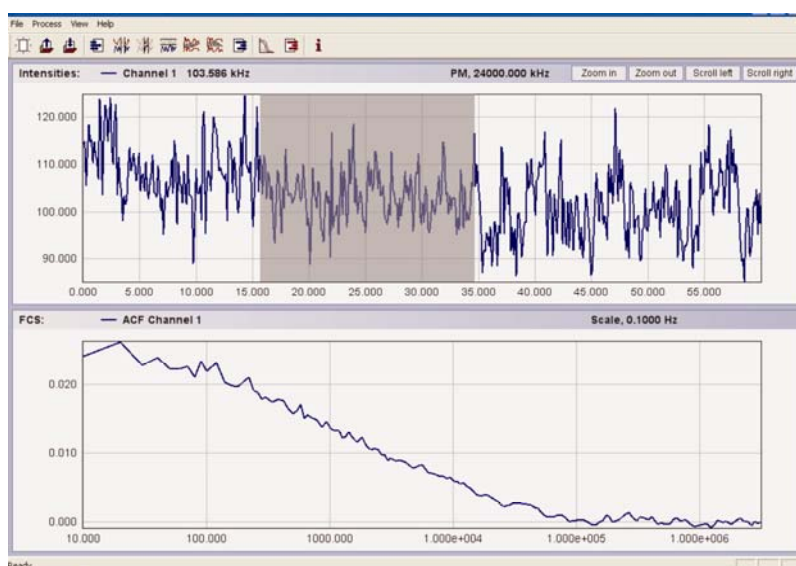 File Process View Help
Intensities: Channel 1 103.586 kHz PM, 24000.000 kHz Zoom in Zoom out Scroll left Scroll right
120.000
110.000
100.000
90.000
0.000 5.000 10.000 15.000 20.000 25.000 30.000 35.000 40.000 45.000 50.000 55.000
FCS: ACF Channel 1 Scale, 0.1000 Hz
0.020
0.010
0.000
10.000 100.000 1000.000 1.000e+004 1.000e+005 1.000e+006